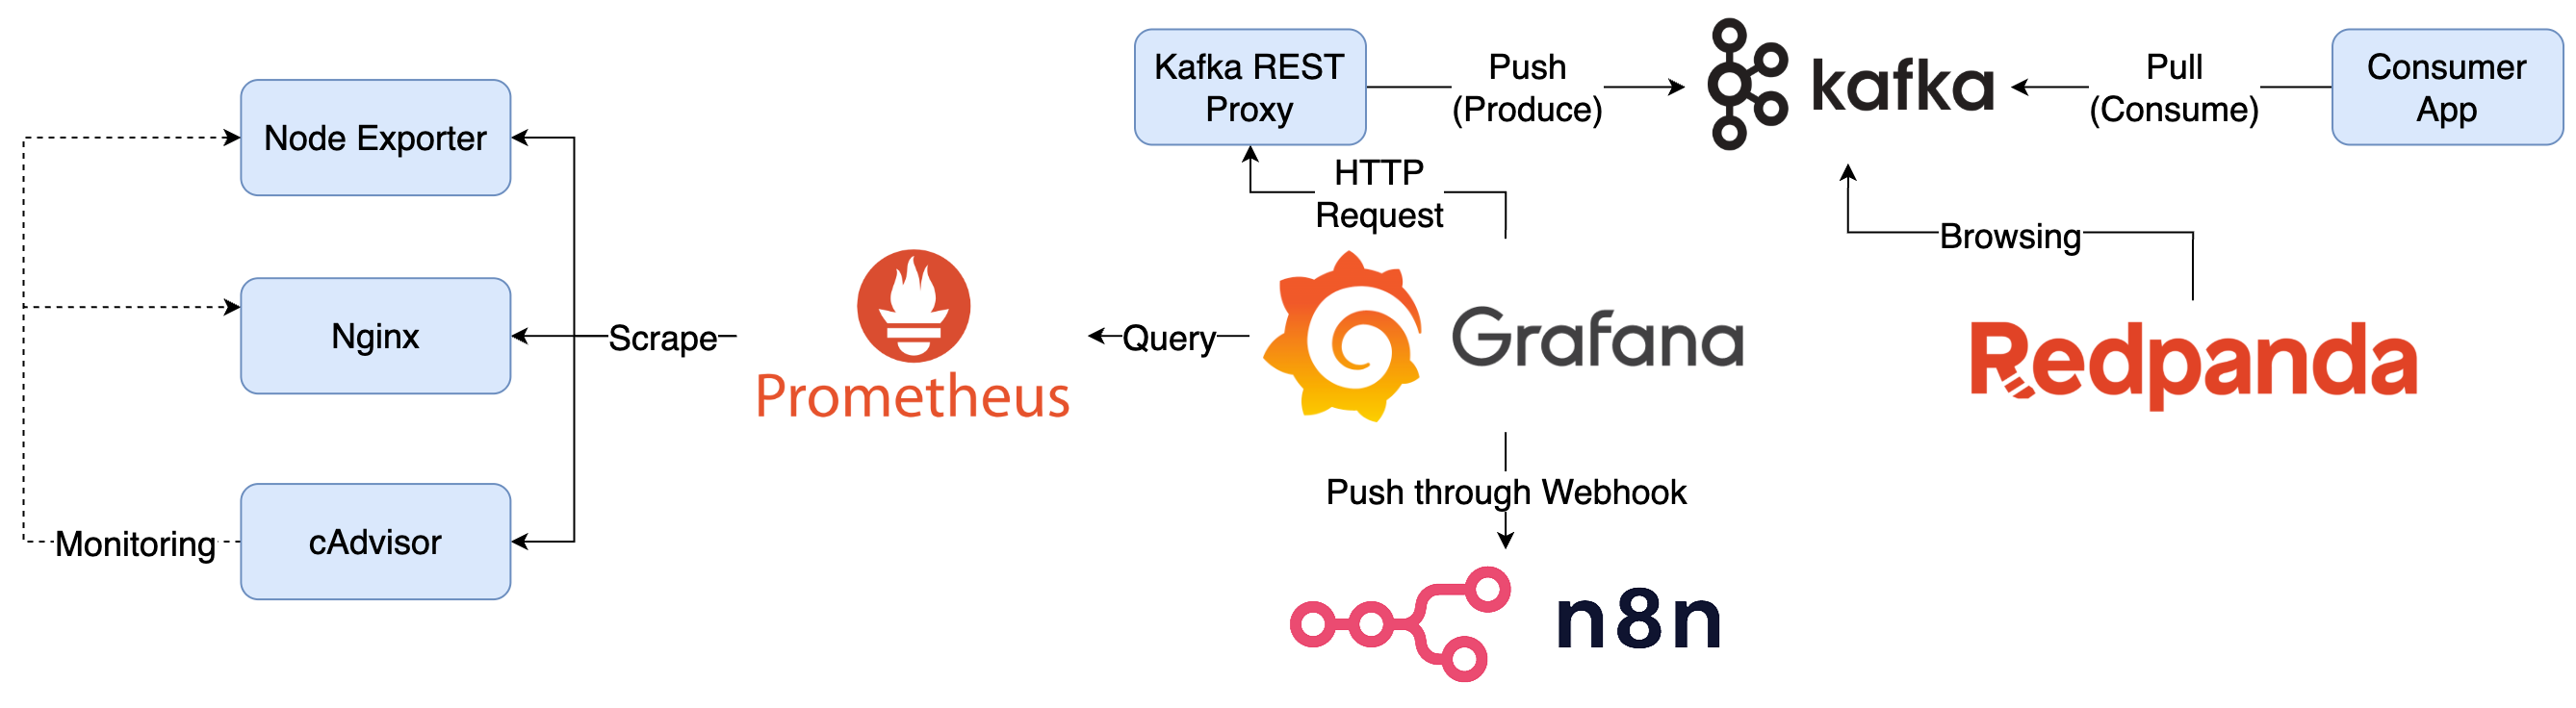 Kafka REST
Proxy
Push
(Produce)
kafka
Pull
(Consume)
Consumer
App
Node Exporter
HTTP
Request
Browsing
Nginx
Scrape
Prometheus
Query
Grafana
Redpanda
Push through Webhook
Monitoring
cAdvisor
n8n